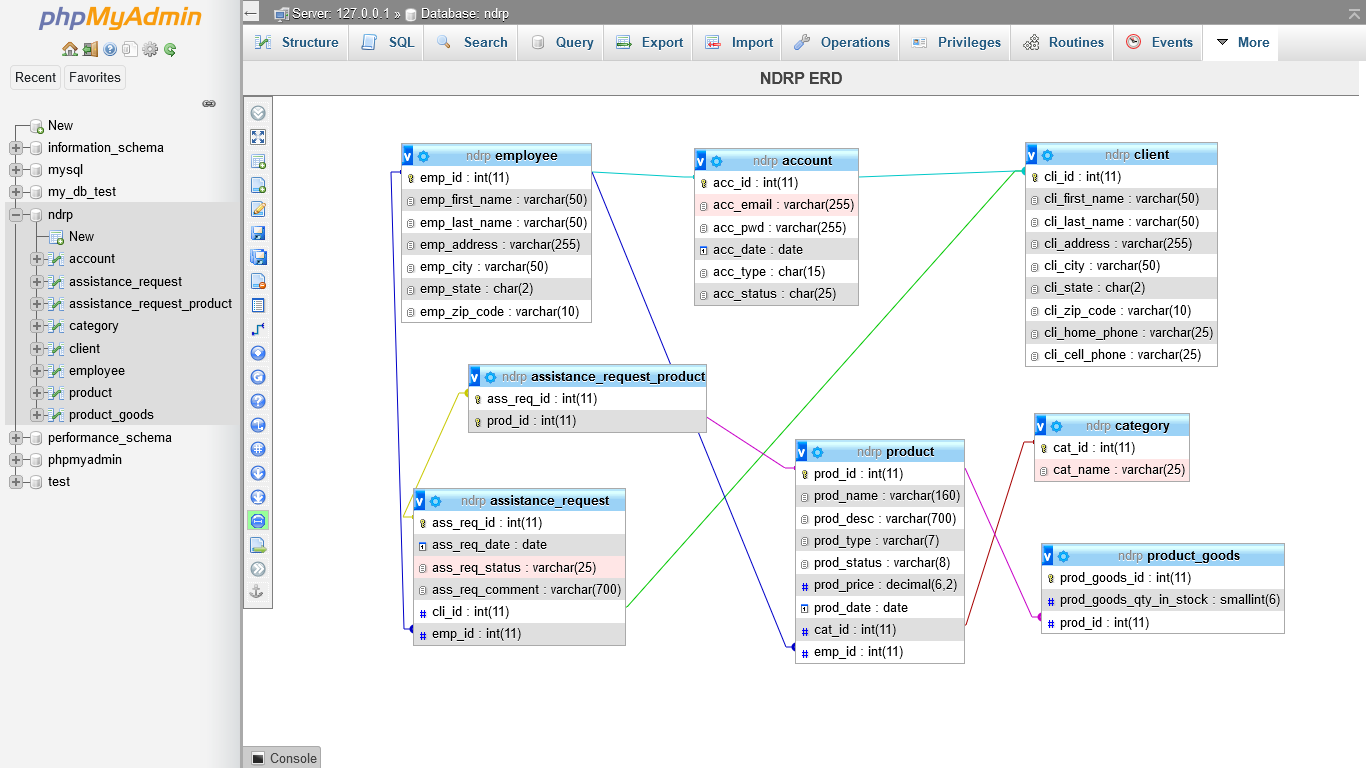 phpMyAdmin
Recent
Favorites
New
information_schema
mysql
my_db_test
ndrp
New
account
assistance_request
assistance_request_product
category
client
employee
product
product_goods
performance_schema
phpmyadmin
test
Server: 127.0.0.1 » Database: ndrp
Structure
SQL
Search
Query
Export
Import
Operations
Privileges
Routines
Events
More
NDRP ERD
v ndrp employee
emp_id : int(11)
emp_first_name : varchar(50)
emp_last_name : varchar(50)
emp_address : varchar(255)
emp_city : varchar(50)
emp_state : char(2)
emp_zip_code : varchar(10)
v ndrp account
acc_id : int(11)
acc_email : varchar(255)
acc_pwd : varchar(255)
acc_date : date
acc_type : char(15)
acc_status : char(25)
v ndrp client
cli_id : int(11)
cli_first_name : varchar(50)
cli_last_name : varchar(50)
cli_address : varchar(255)
cli_city : varchar(50)
cli_state : char(2)
cli_zip_code : varchar(10)
cli_home_phone : varchar(25)
cli_cell_phone : varchar(25)
v ndrp assistance_request_product
ass_req_id : int(11)
prod_id : int(11)
v ndrp assistance_request
ass_req_id : int(11)
ass_req_date : date
ass_req_status : varchar(25)
ass_req_comment : varchar(700)
# cli_id : int(11)
# emp_id : int(11)
v ndrp product
prod_id : int(11)
prod_name : varchar(160)
prod_desc : varchar(700)
prod_type : varchar(7)
prod_status : varchar(8)
# prod_price : decimal(6,2)
prod_date : date
# cat_id : int(11)
# emp_id : int(11)
v ndrp category
cat_id : int(11)
cat_name : varchar(25)
v ndrp product_goods
prod_goods_id : int(11)
# prod_goods_qty_in_stock : smallint(6)
# prod_id : int(11)
Console